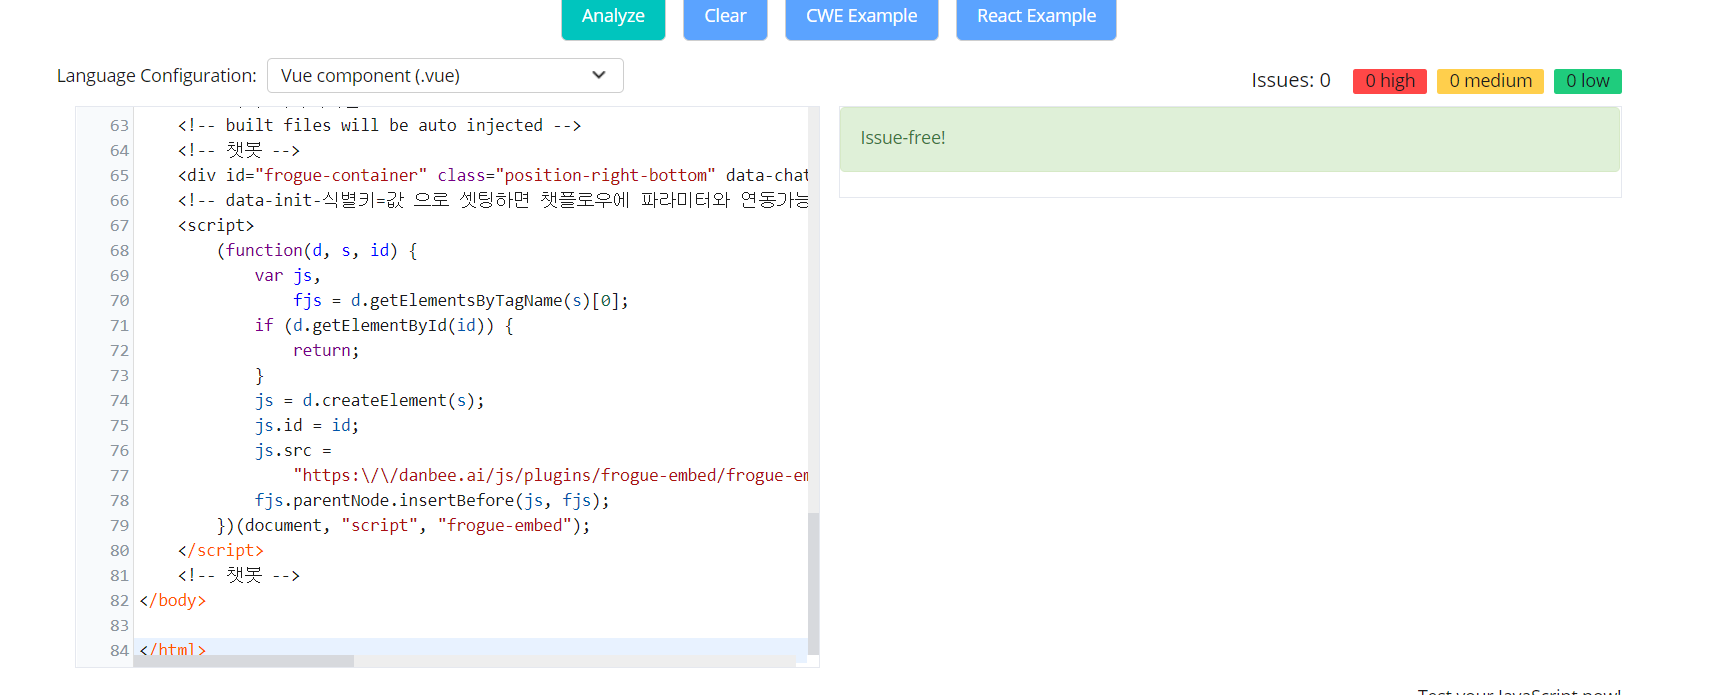 Analyze Clear CWE Example React Example
Language Configuration: Vue component (.vue)
Issues: 0 0 high 0 medium 0 low
63 <!-- built files will be auto injected -->
64 <!-- 챗봇 -->
65 <div id="frogue-container" class="position-right-bottom" data-chat
66 <!-- data-init-식별키=값 으로 셋팅하면 챗플로우에 파라미터와 연동가능
67 <script>
68 (function(d, s, id) {
69 var js,
70 fjs = d.getElementsByTagName(s)[0];
71 if (d.getElementById(id)) {
72 return;
73 }
74 js = d.createElement(s);
75 js.id = id;
76 js.src =
77 "https:\/\/danbee.ai/js/plugins/frogue-embed/frogue-em
78 fjs.parentNode.insertBefore(js, fjs);
79 })(document, "script", "frogue-embed");
80 </script>
81 <!-- 챗봇 -->
82 </body>
83
84 </html>
Issue-free!
Test your JavaScript now!